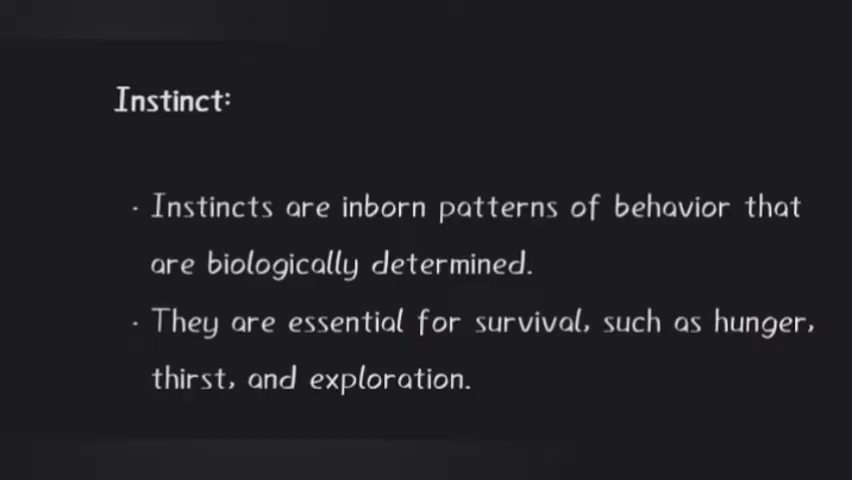 Instinct:
· Instincts are inborn patterns of behavior that
are biologically determined.
· They are essential for survival, such as hunger,
thirst, and exploration.